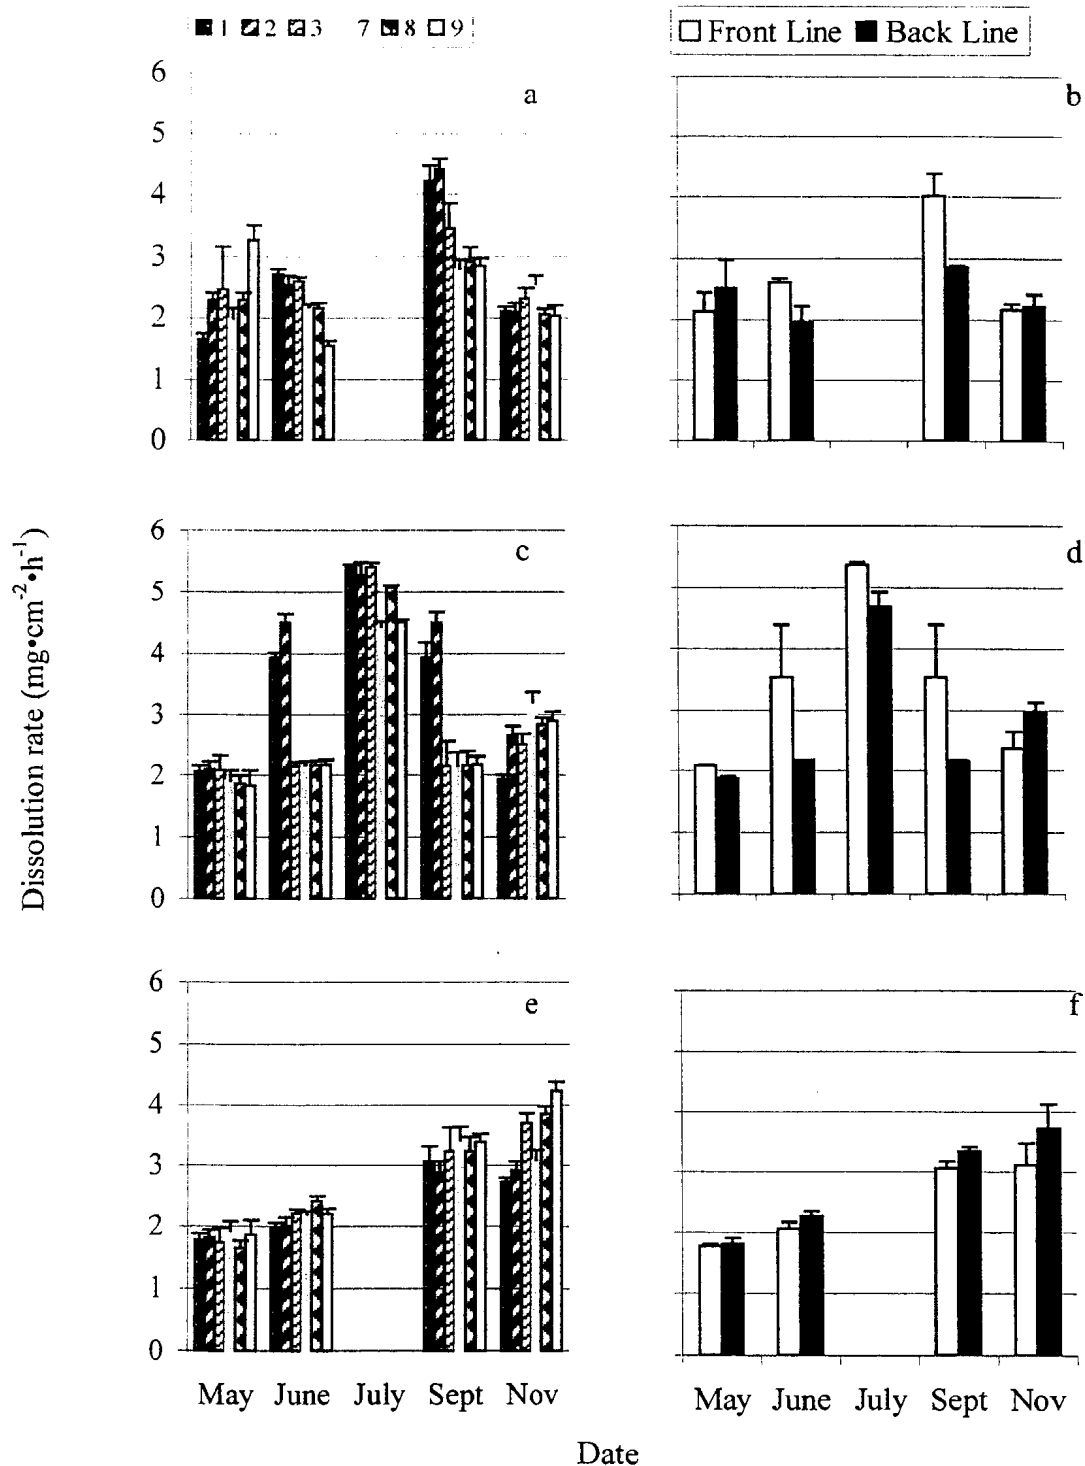 1 2 3 7 8 9
Front Line Back Line
6
5
4
3
2
1
0
a
b
Dissolution rate (mg•cm⁻²•h⁻¹)
6
5
4
3
2
1
0
c
d
6
5
4
3
2
1
0
e
f
May June July Sept Nov
May June July Sept Nov
Date